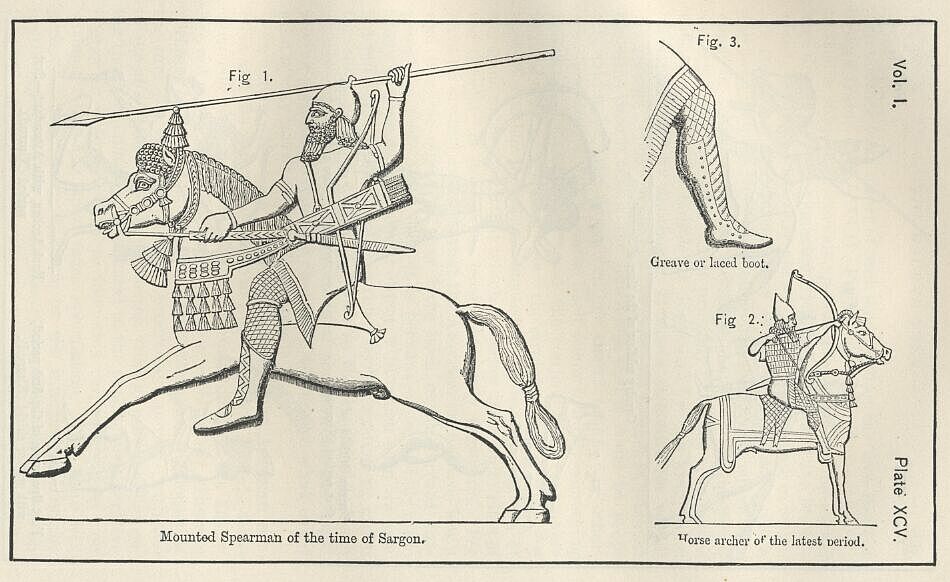 Fig 1.
Mounted Spearman of the time of Sargon.
Fig. 3.
Greave or laced boot.
Fig 2.
Horse archer of the latest period.
Vol. I.
Plate XCV.